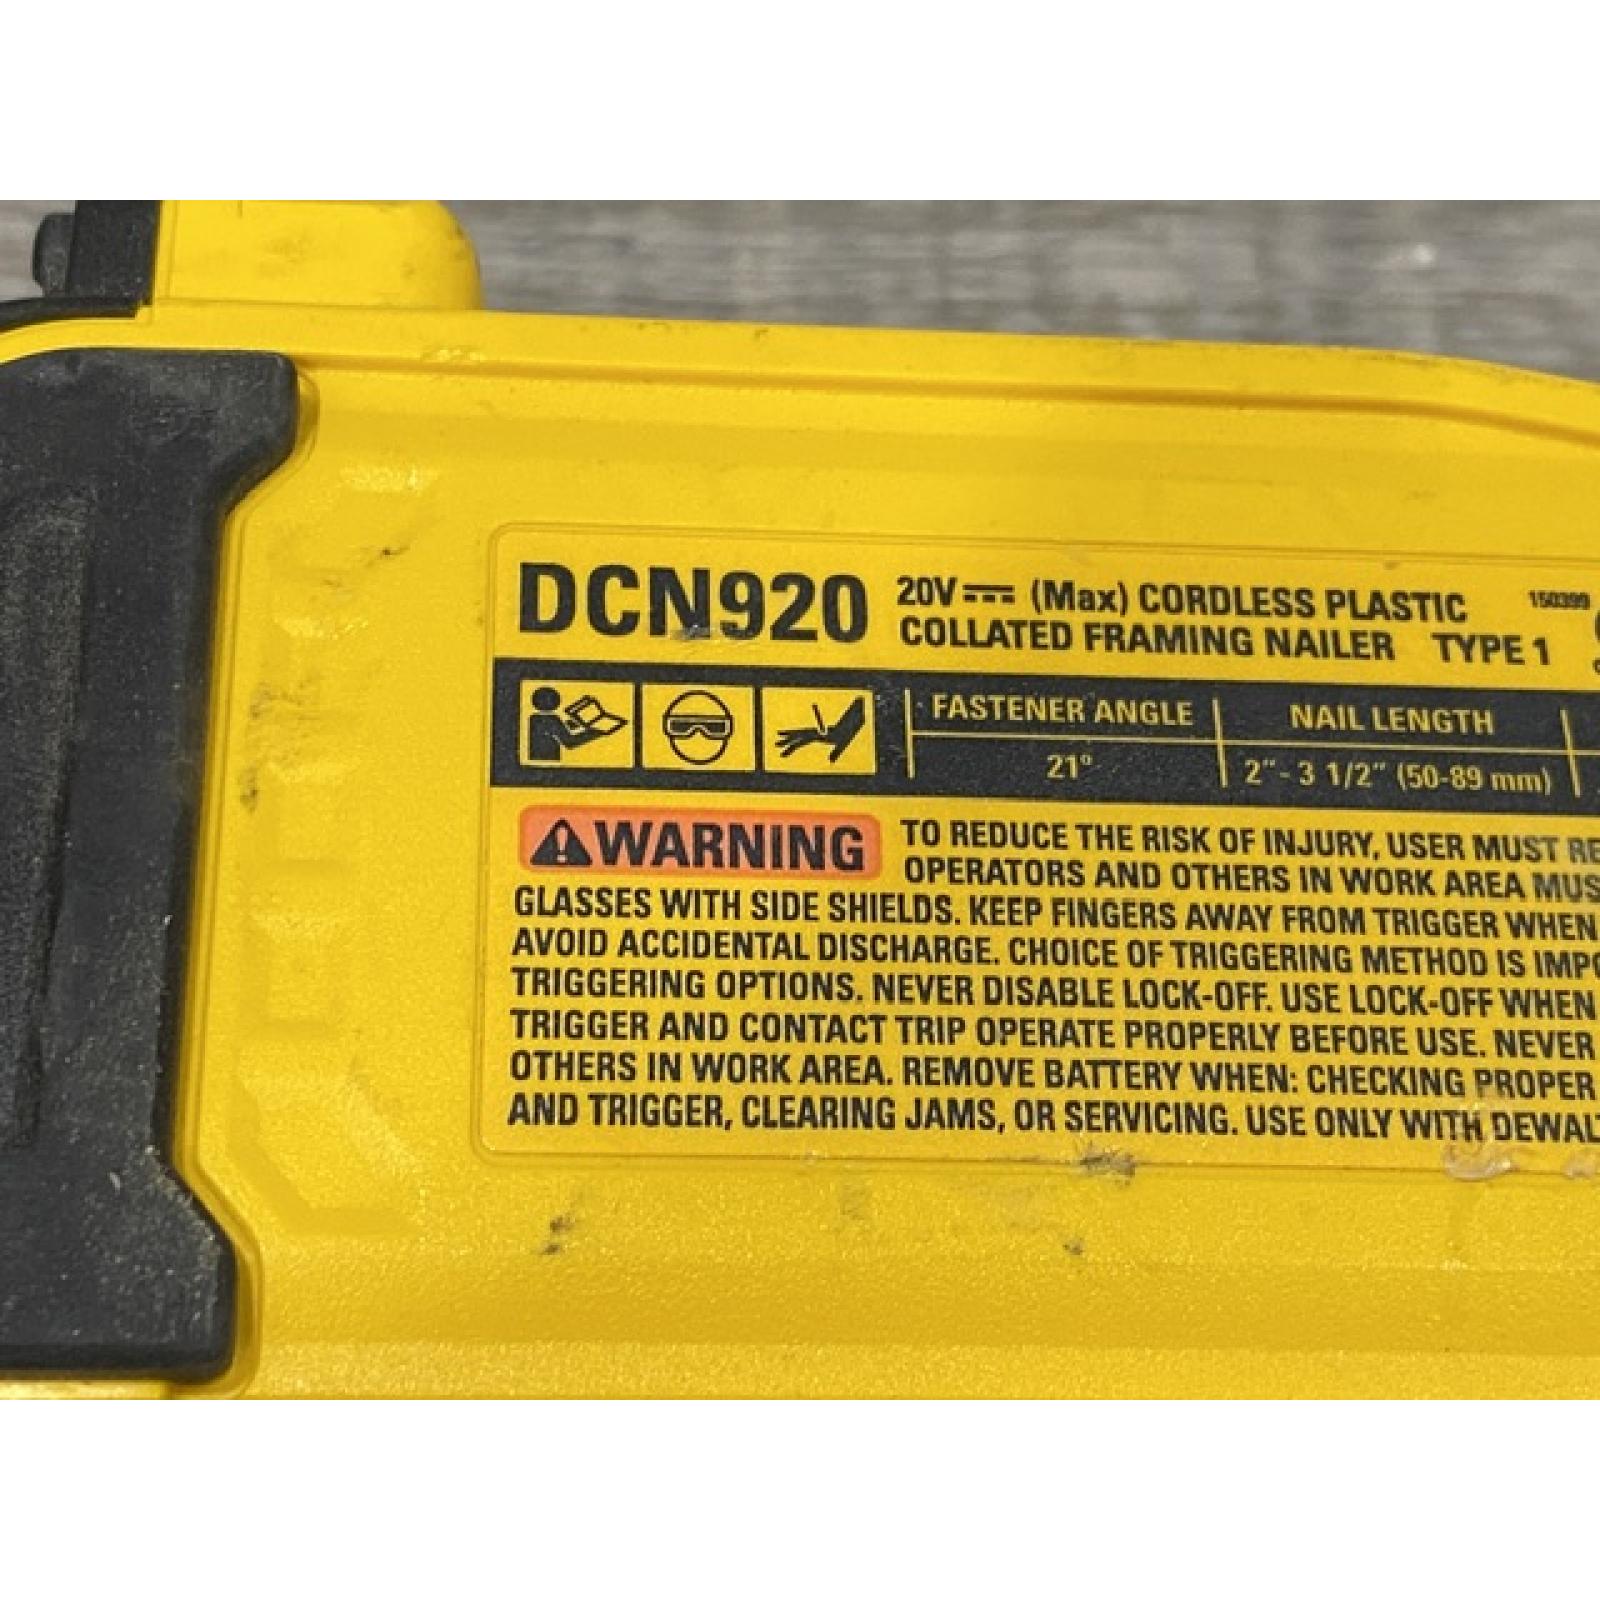 DCN920 20V (Max) CORDLESS PLASTIC
COLLATED FRAMING NAILER TYPE 1
150399
FASTENER ANGLE NAIL LENGTH
21° 2" - 3 1/2" (50-89 mm)
WARNING TO REDUCE THE RISK OF INJURY, USER MUST RE
OPERATORS AND OTHERS IN WORK AREA MUS
GLASSES WITH SIDE SHIELDS. KEEP FINGERS AWAY FROM TRIGGER WHEN
AVOID ACCIDENTAL DISCHARGE. CHOICE OF TRIGGERING METHOD IS IMPO
TRIGGERING OPTIONS. NEVER DISABLE LOCK-OFF. USE LOCK-OFF WHEN
TRIGGER AND CONTACT TRIP OPERATE PROPERLY BEFORE USE. NEVER
OTHERS IN WORK AREA. REMOVE BATTERY WHEN: CHECKING PROPER
AND TRIGGER, CLEARING JAMS, OR SERVICING. USE ONLY WITH DEWALT